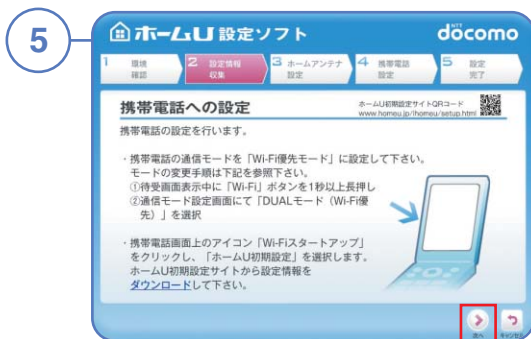 5
ホームU 設定ソフト
NTT
docomo
1 環境確認
2 設定情報収集
3 ホームアンテナ設定
4 携帯電話設定
5 設定完了
携帯電話への設定
ホームU初期設定サイトQRコード
www.homeu.jp/ihomeu/setup.html
携帯電話の設定を行います。
・携帯電話の通信モードを「Wi-Fi優先モード」に設定して下さい。
モードの変更手順は下記を参照下さい。
①待受画面表示中に「Wi-Fi」ボタンを1秒以上長押し
②通信モード設定画面にて「DUALモード（Wi-Fi優
先）」を選択
・携帯電話画面上のアイコン「Wi-Fiスタートアップ」
をクリックし、「ホームU初期設定」を選択します。
ホームU初期設定サイトから設定情報を
ダウンロードして下さい。
次へ
キャンセル